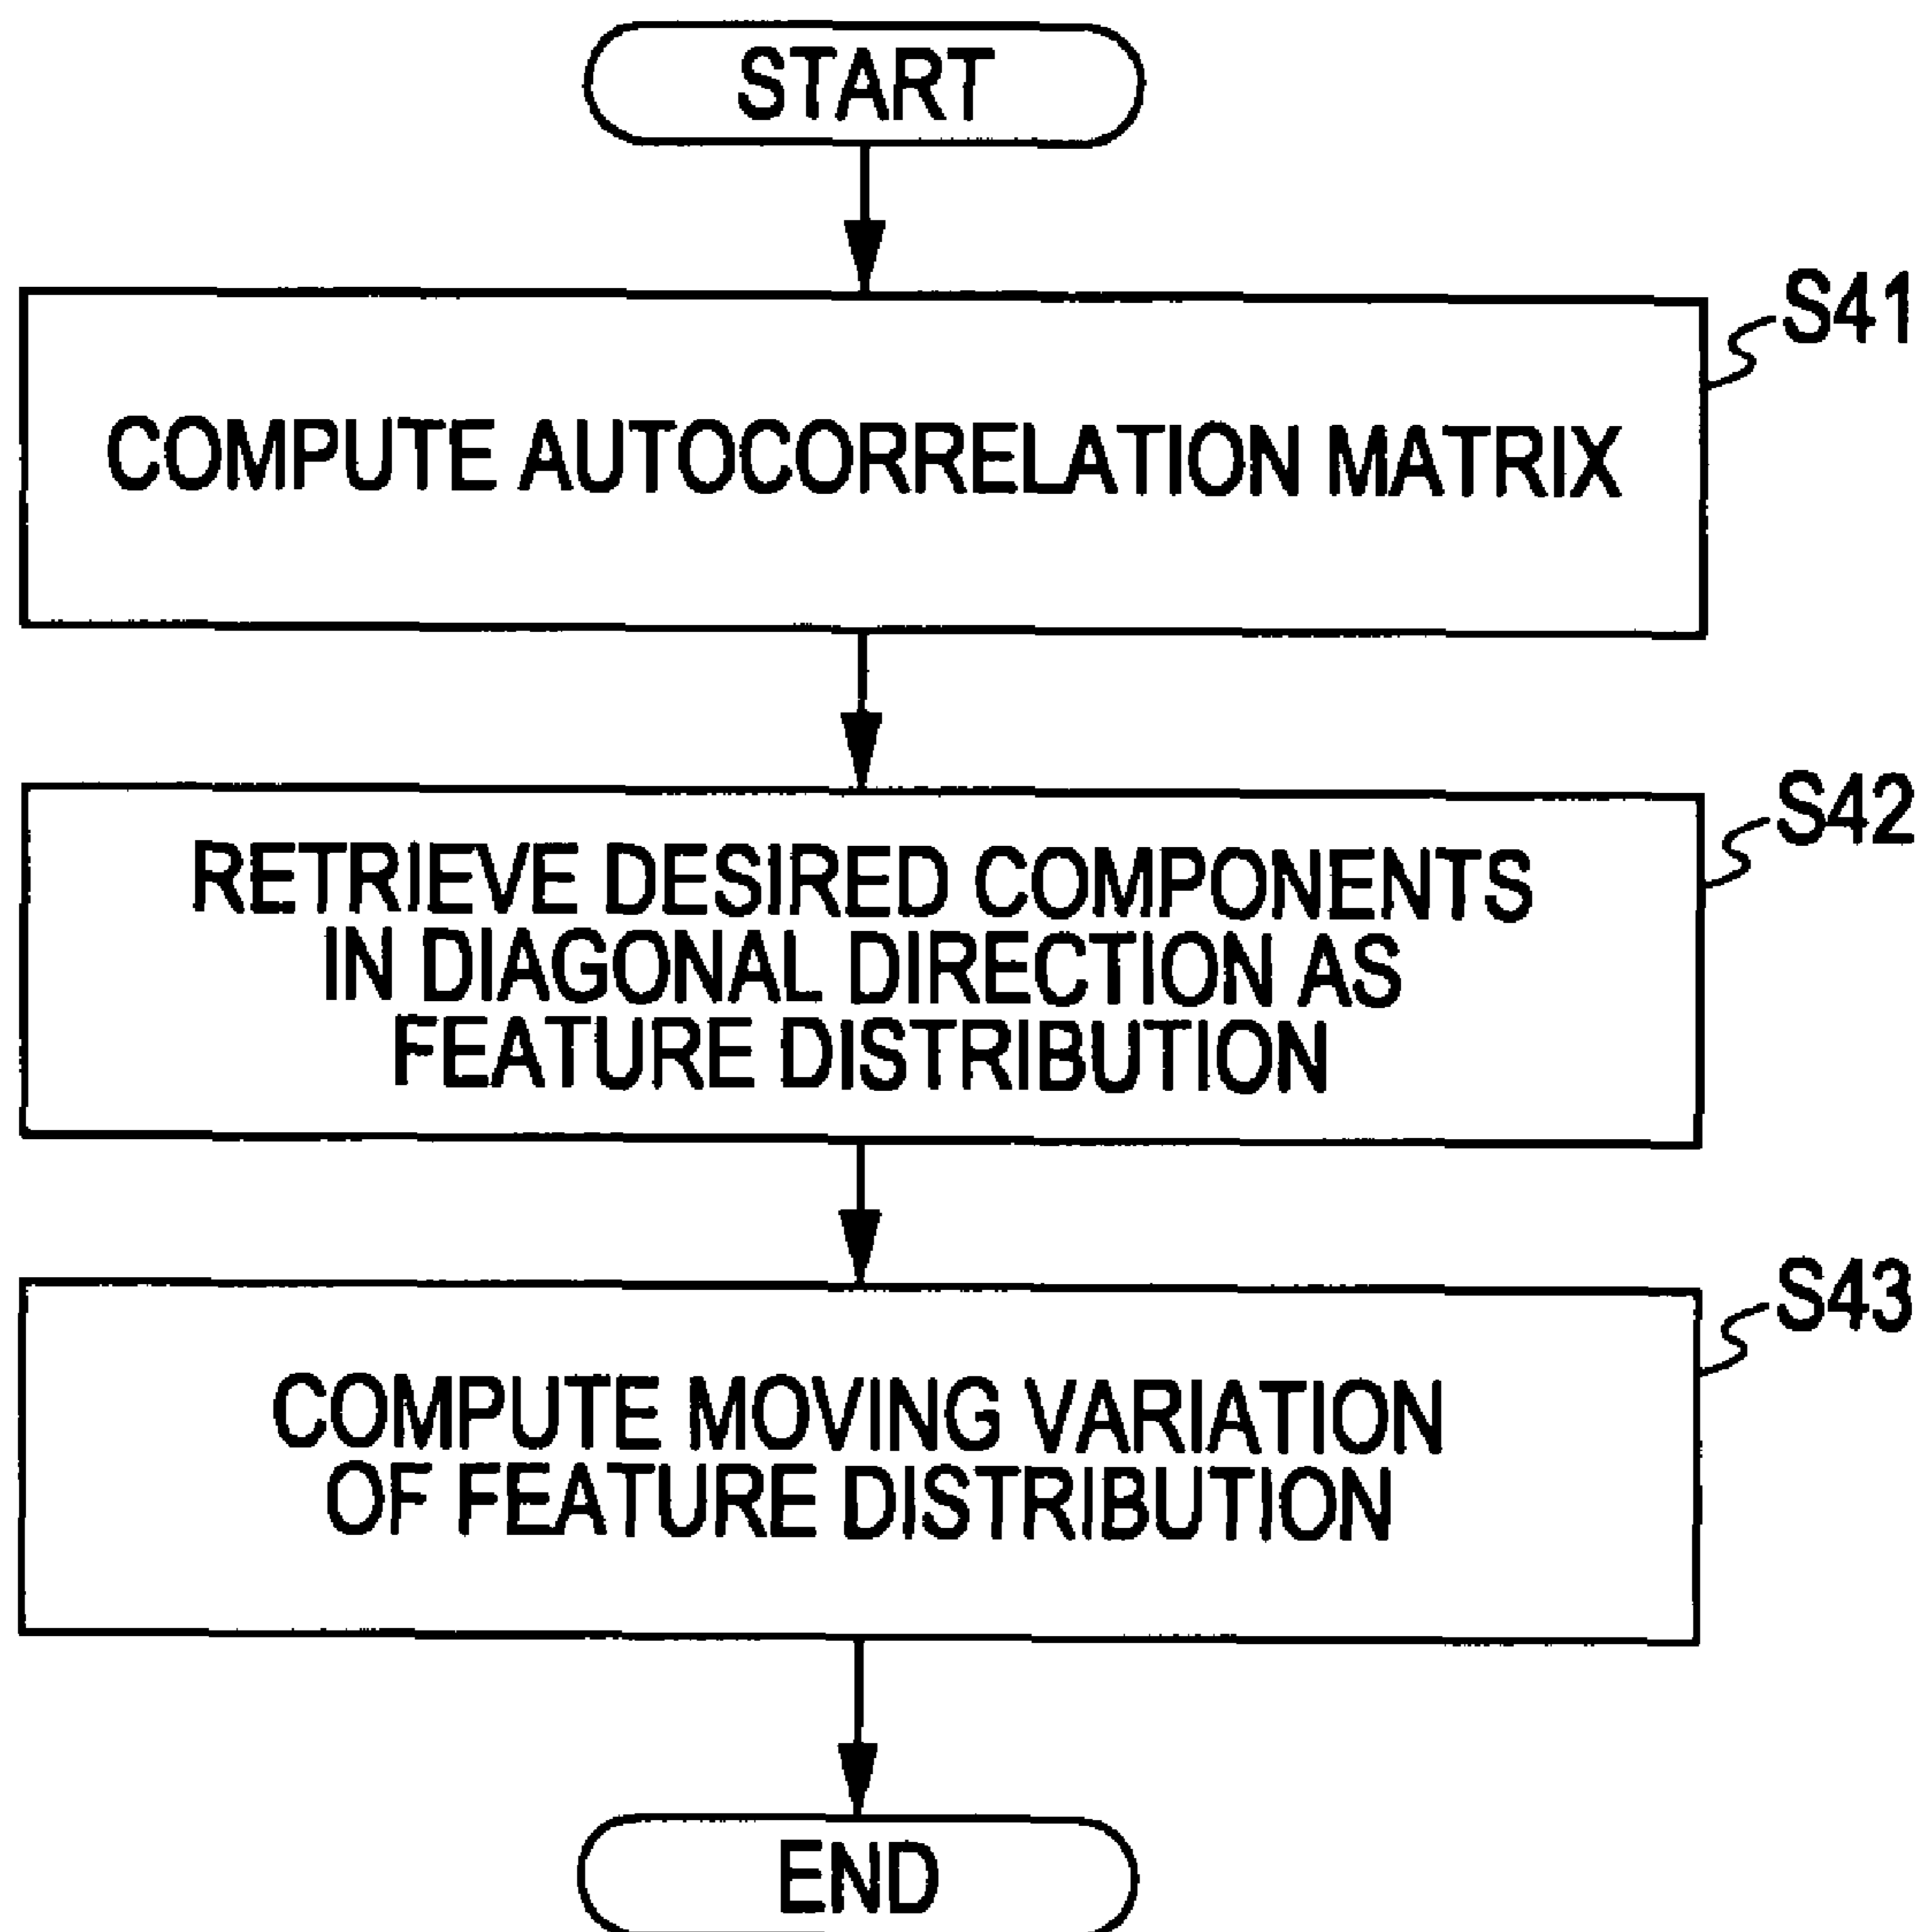 START
S41
COMPUTE AUTOCORRELATION MATRIX
S42
RETRIEVE DESIRED COMPONENTS
IN DIAGONAL DIRECTION AS
FEATURE DISTRIBUTION
S43
COMPUTE MOVING VARIATION
OF FEATURE DISTRIBUTION
END